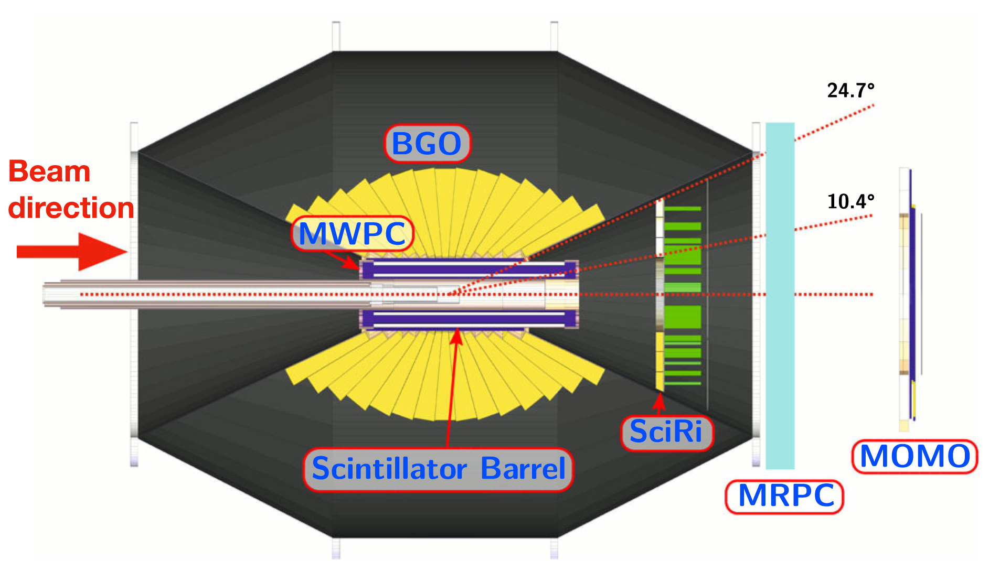 24.7°
BGO
Beam
direction
10.4°
MWPC
SciRi
Scintillator Barrel
MOMO
MRPC